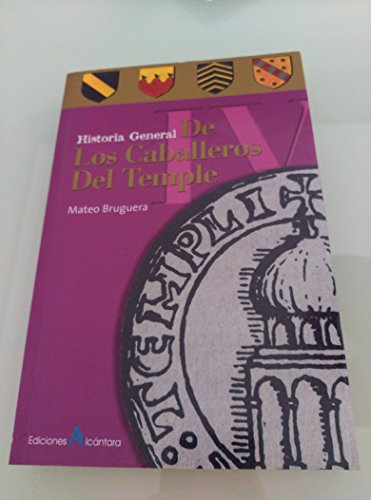 Historia General De
Los Caballeros
Del Temple
IV
Mateo Bruguera
TEMPLI
Ediciones Alcántara